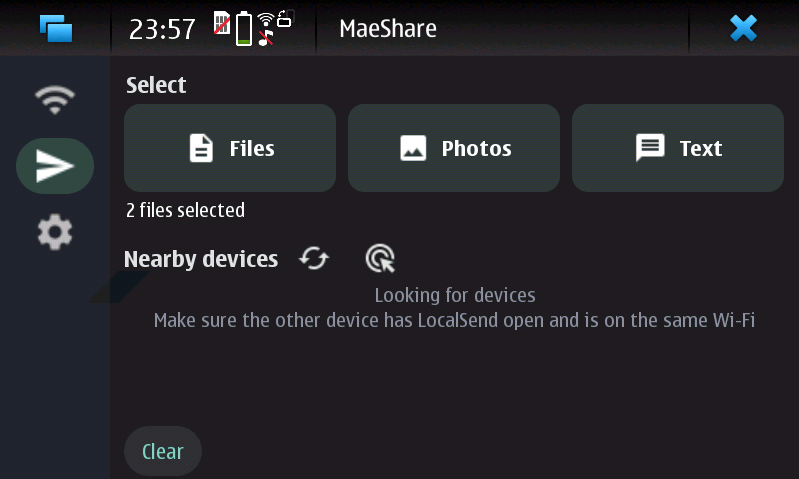 23:57 MaeShare
Select
Files Photos Text
2 files selected
Nearby devices
Looking for devices
Make sure the other device has LocalSend open and is on the same Wi-Fi
Clear